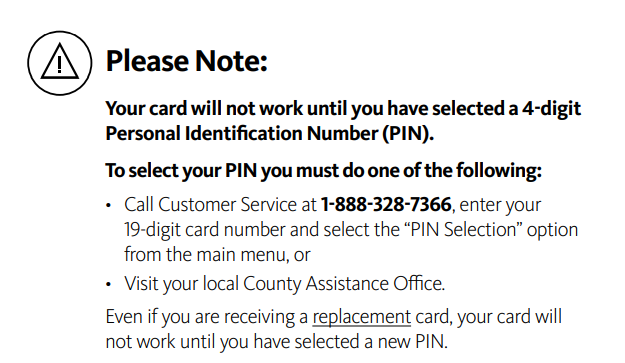 Please Note:
Your card will not work until you have selected a 4-digit
Personal Identification Number (PIN).
To select your PIN you must do one of the following:
• Call Customer Service at 1-888-328-7366, enter your
19-digit card number and select the “PIN Selection” option
from the main menu, or
• Visit your local County Assistance Office.
Even if you are receiving a replacement card, your card will
not work until you have selected a new PIN.